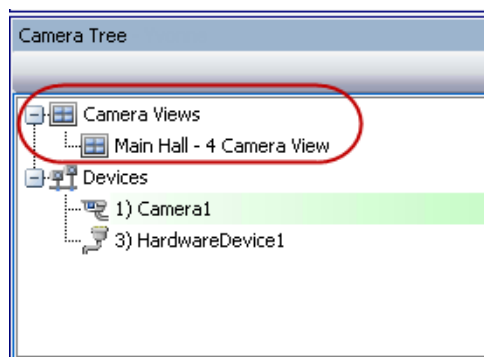 Camera Tree
Camera Views
Main Hall - 4 Camera View
Devices
1) Camera1
3) HardwareDevice1